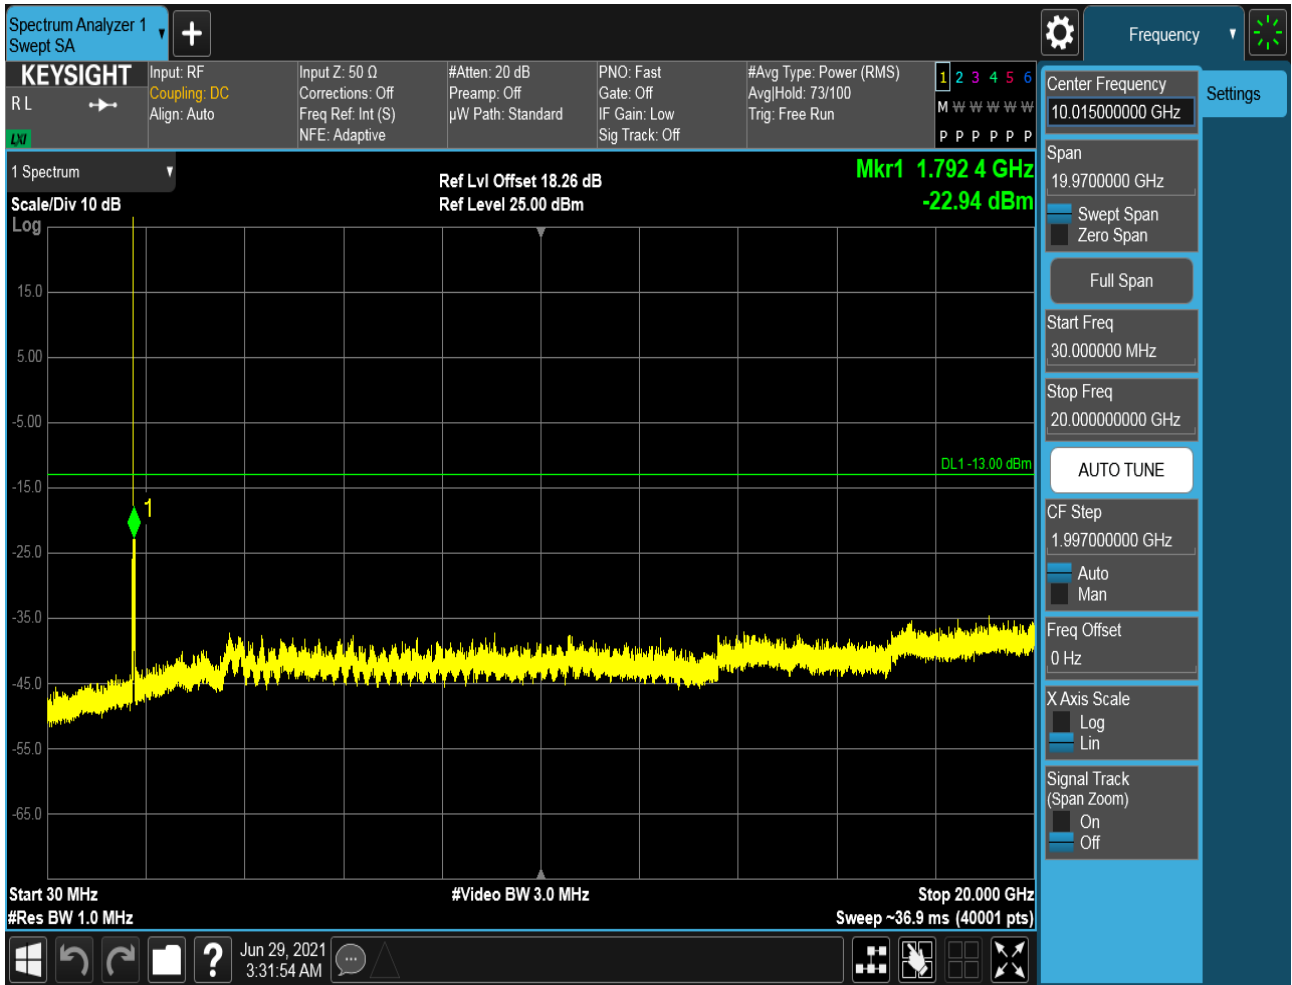 Spectrum Analyzer 1
Swept SA
Frequency
KEYSIGHT
R L
LXI
Input: RF
Coupling: DC
Align: Auto
Input Z: 50 Ω
Corrections: Off
Freq Ref: Int (S)
NFE: Adaptive
#Atten: 20 dB
Preamp: Off
µW Path: Standard
PNO: Fast
Gate: Off
IF Gain: Low
Sig Track: Off
#Avg Type: Power (RMS)
Avg|Hold: 73/100
Trig: Free Run
1 2 3 4 5 6
M W W W W W
P P P P P P
1 Spectrum
Scale/Div 10 dB
Log
Ref Lvl Offset 18.26 dB
Ref Level 25.00 dBm
Mkr1 1.792 4 GHz
-22.94 dBm
15.0
5.00
-5.00
DL1 -13.00 dBm
-15.0
1
-25.0
-35.0
-45.0
-55.0
-65.0
Start 30 MHz
#Res BW 1.0 MHz
#Video BW 3.0 MHz
Stop 20.000 GHz
Sweep ~36.9 ms (40001 pts)
Center Frequency
10.015000000 GHz
Settings
Span
19.9700000 GHz
Swept Span
Zero Span
Full Span
Start Freq
30.000000 MHz
Stop Freq
20.000000000 GHz
AUTO TUNE
CF Step
1.997000000 GHz
Auto
Man
Freq Offset
0 Hz
X Axis Scale
Log
Lin
Signal Track
(Span Zoom)
On
Off
?
Jun 29, 2021
3:31:54 AM